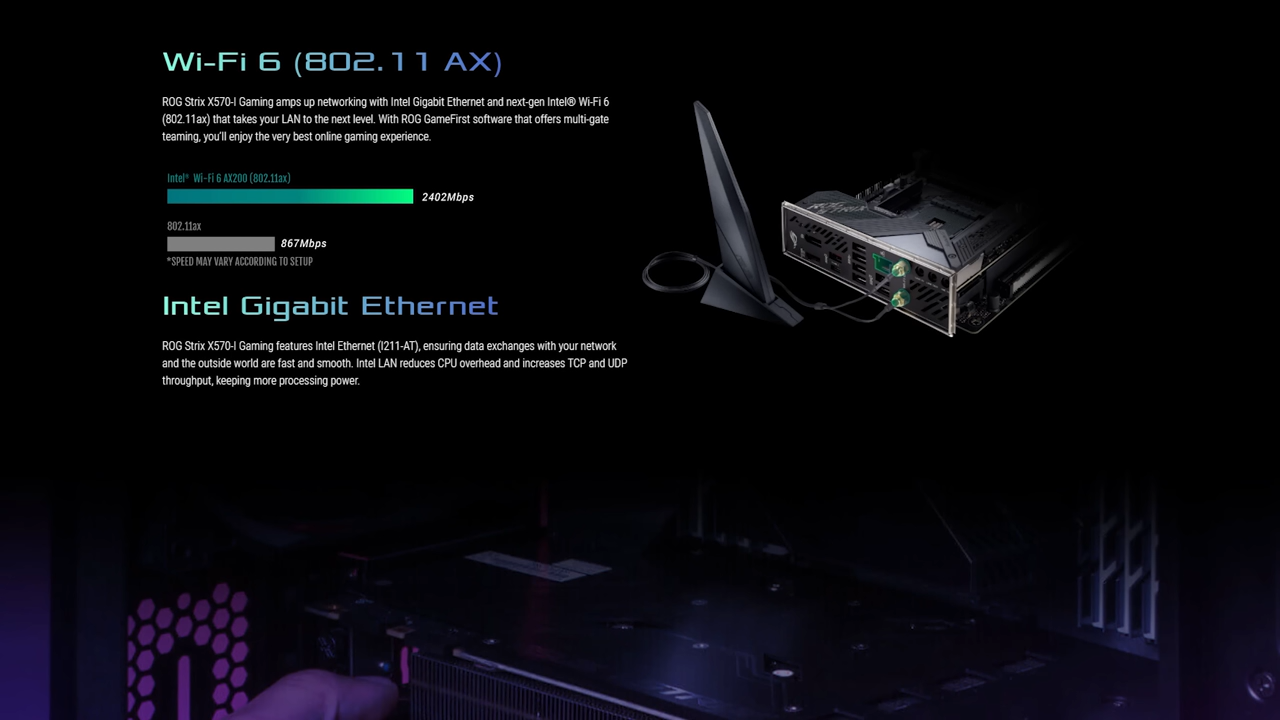 Wi-Fi 6 (802.11 AX)
ROG Strix X570-I Gaming amps up networking with Intel Gigabit Ethernet and next-gen Intel® Wi-Fi 6
(802.11ax) that takes your LAN to the next level. With ROG GameFirst software that offers multi-gate
teaming, you'll enjoy the very best online gaming experience.
Intel® Wi-Fi 6 AX200 (802.11ax)
2402Mbps
802.11ax
867Mbps
*SPEED MAY VARY ACCORDING TO SETUP
Intel Gigabit Ethernet
ROG Strix X570-I Gaming features Intel Ethernet (I211-AT), ensuring data exchanges with your network
and the outside world are fast and smooth. Intel LAN reduces CPU overhead and increases TCP and UDP
throughput, keeping more processing power.
ROG
STRIX